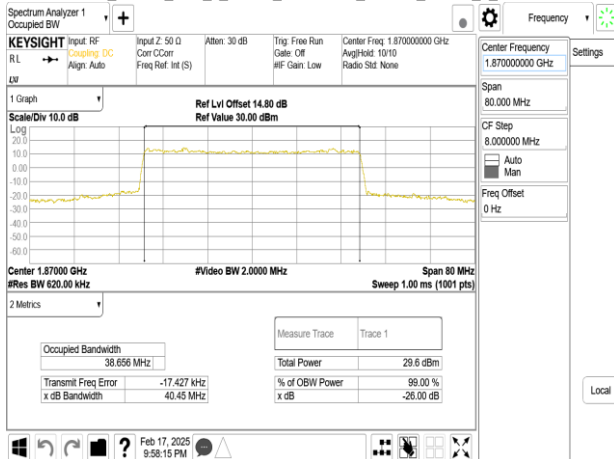 Spectrum Analyzer 1
Occupied BW
+
Frequency
KEYSIGHT
RL
LXI
Input: RF
Coupling: DC
Align: Auto
Input Z: 50 Ω
Corr CCorr
Freq Ref: Int (S)
Atten: 30 dB
Trig: Free Run
Gate: Off
#IF Gain: Low
Center Freq: 1.870000000 GHz
Avg|Hold: 10/10
Radio Std: None
Center Frequency
1.870000000 GHz
Settings
Span
80.000 MHz
CF Step
8.000000 MHz
Auto
Man
Freq Offset
0 Hz
Local
1 Graph
Scale/Div 10.0 dB
Ref Lvl Offset 14.80 dB
Ref Value 30.00 dBm
Log
20.0
10.0
0.00
-10.0
-20.0
-30.0
-40.0
-50.0
-60.0
Center 1.87000 GHz
#Video BW 2.0000 MHz
Span 80 MHz
#Res BW 620.00 kHz
Sweep 1.00 ms (1001 pts)
2 Metrics
Measure Trace
Trace 1
Occupied Bandwidth
38.656 MHz
Total Power
29.6 dBm
Transmit Freq Error
-17.427 kHz
% of OBW Power
99.00 %
x dB Bandwidth
40.45 MHz
x dB
-26.00 dB
?
Feb 17, 2025
9:58:15 PM